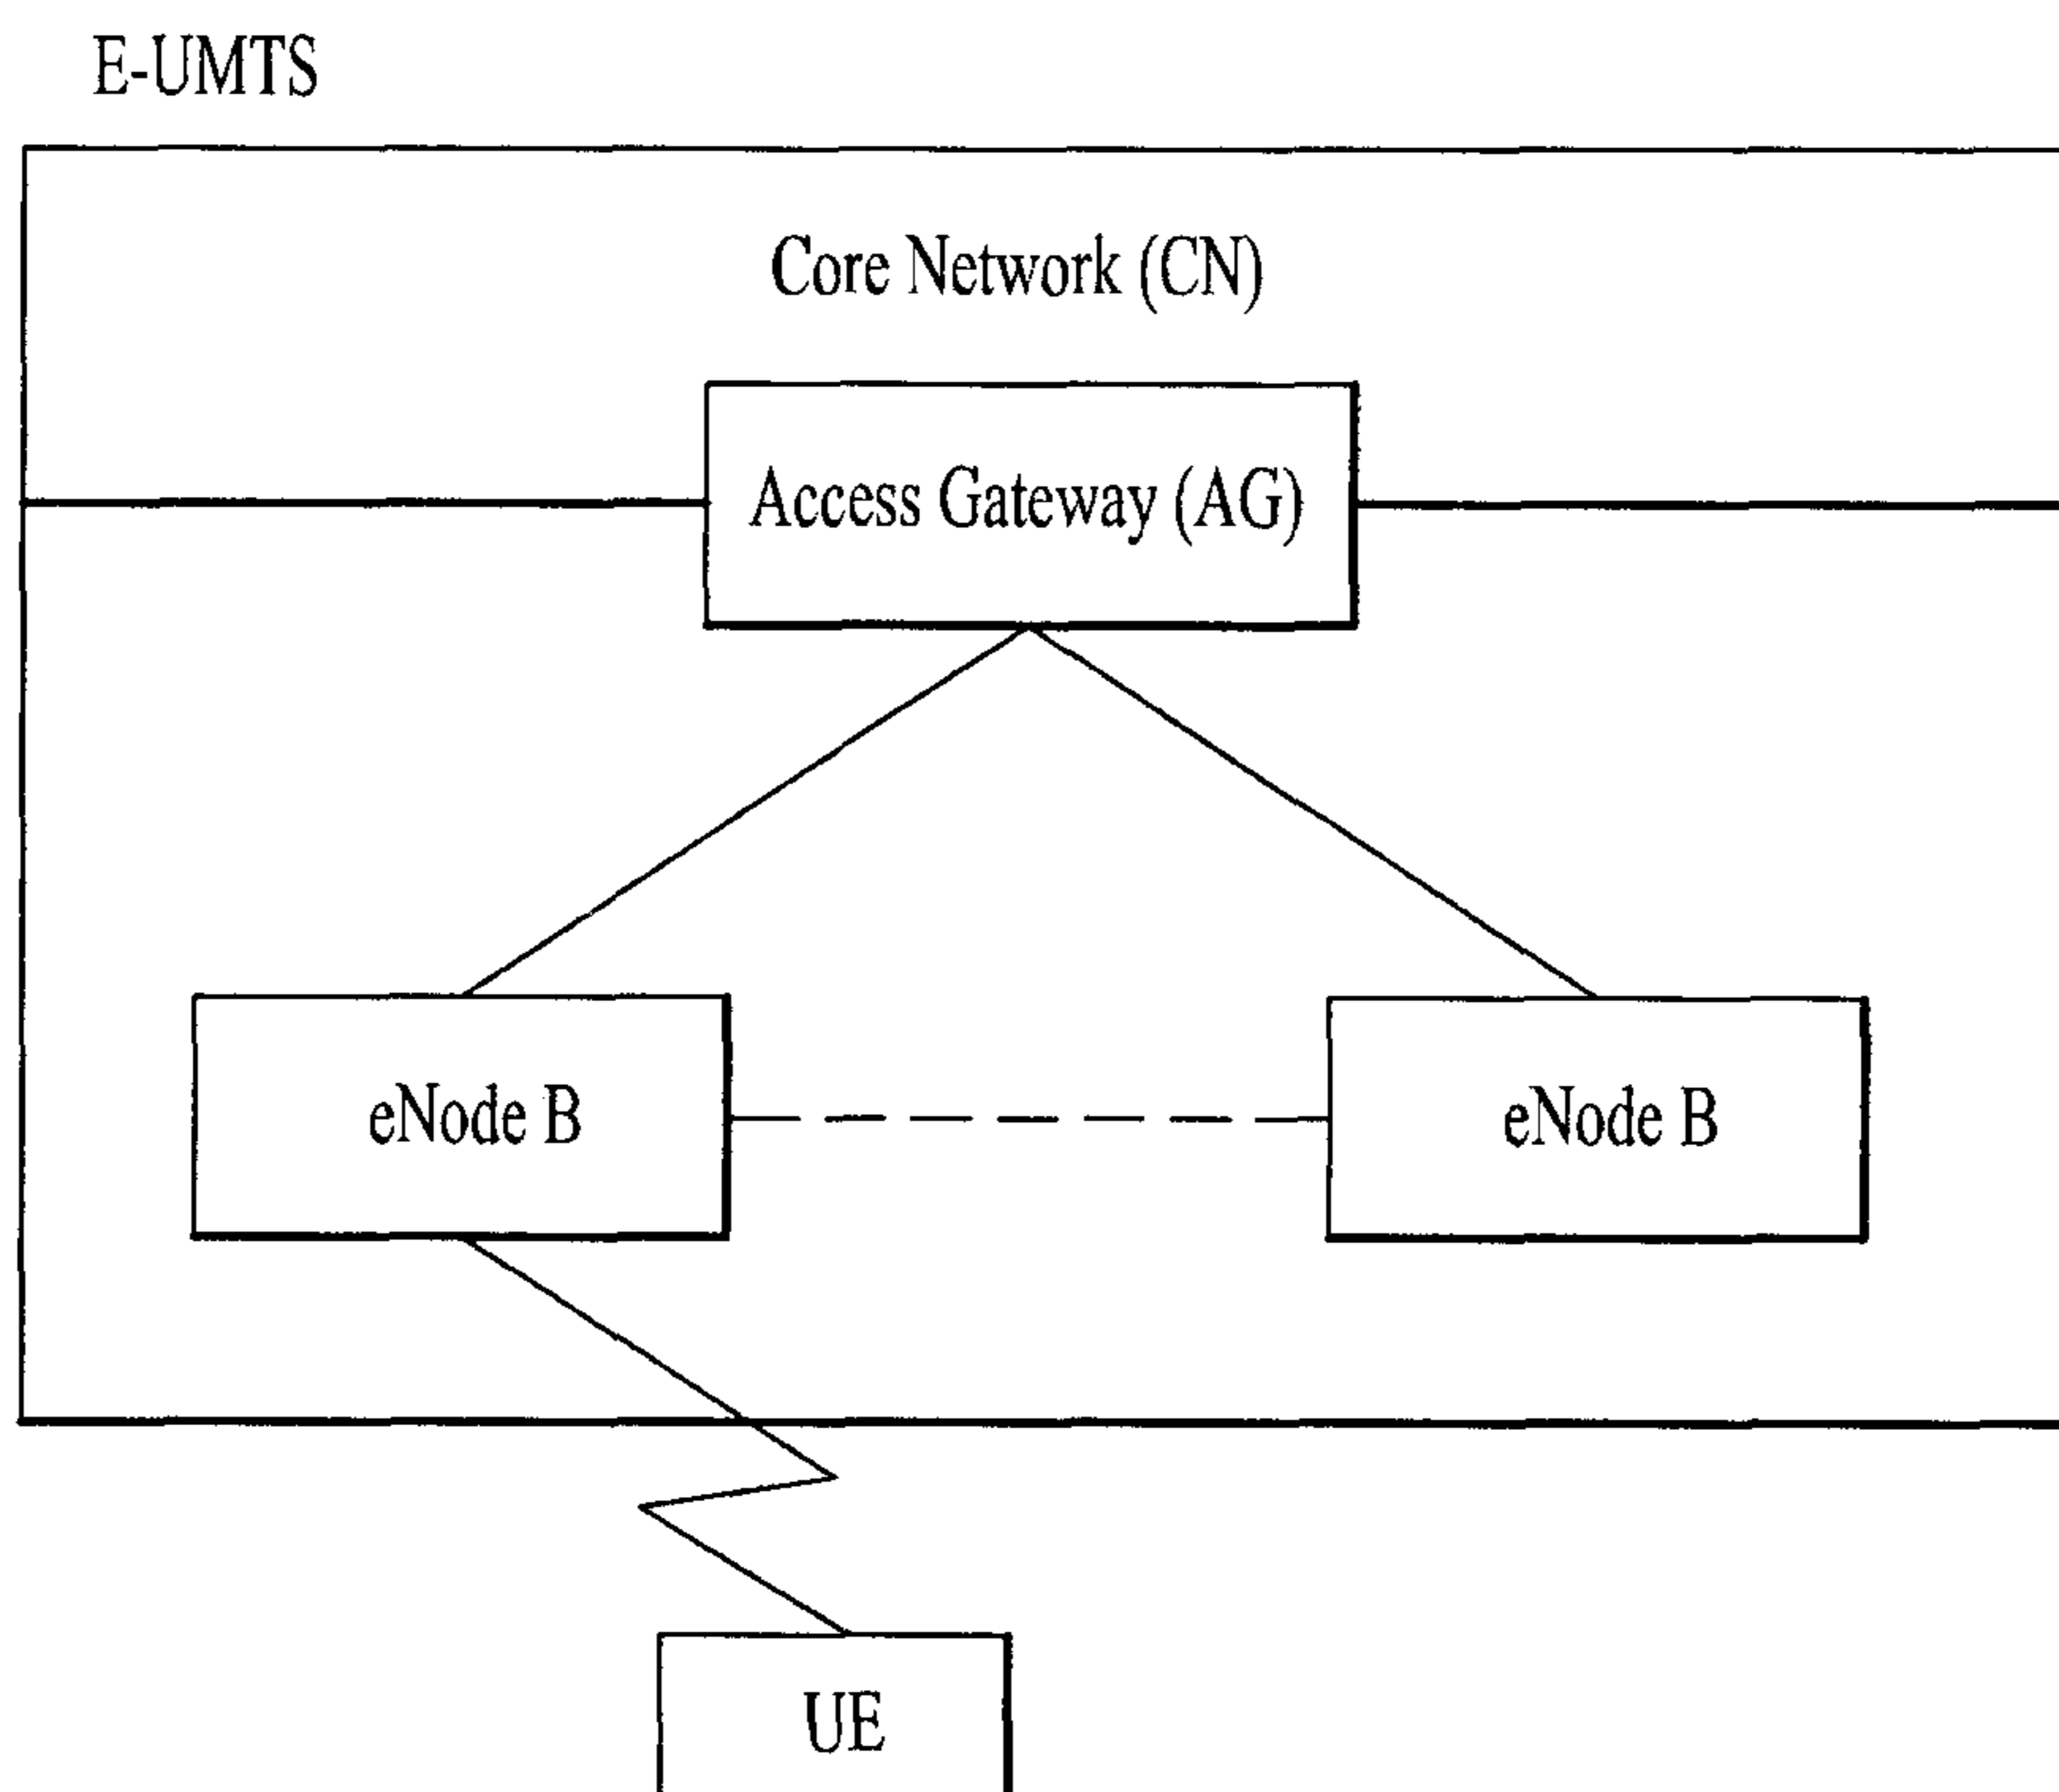 E-UMTS
Core Network (CN)
Access Gateway (AG)
eNode B
eNode B
UE